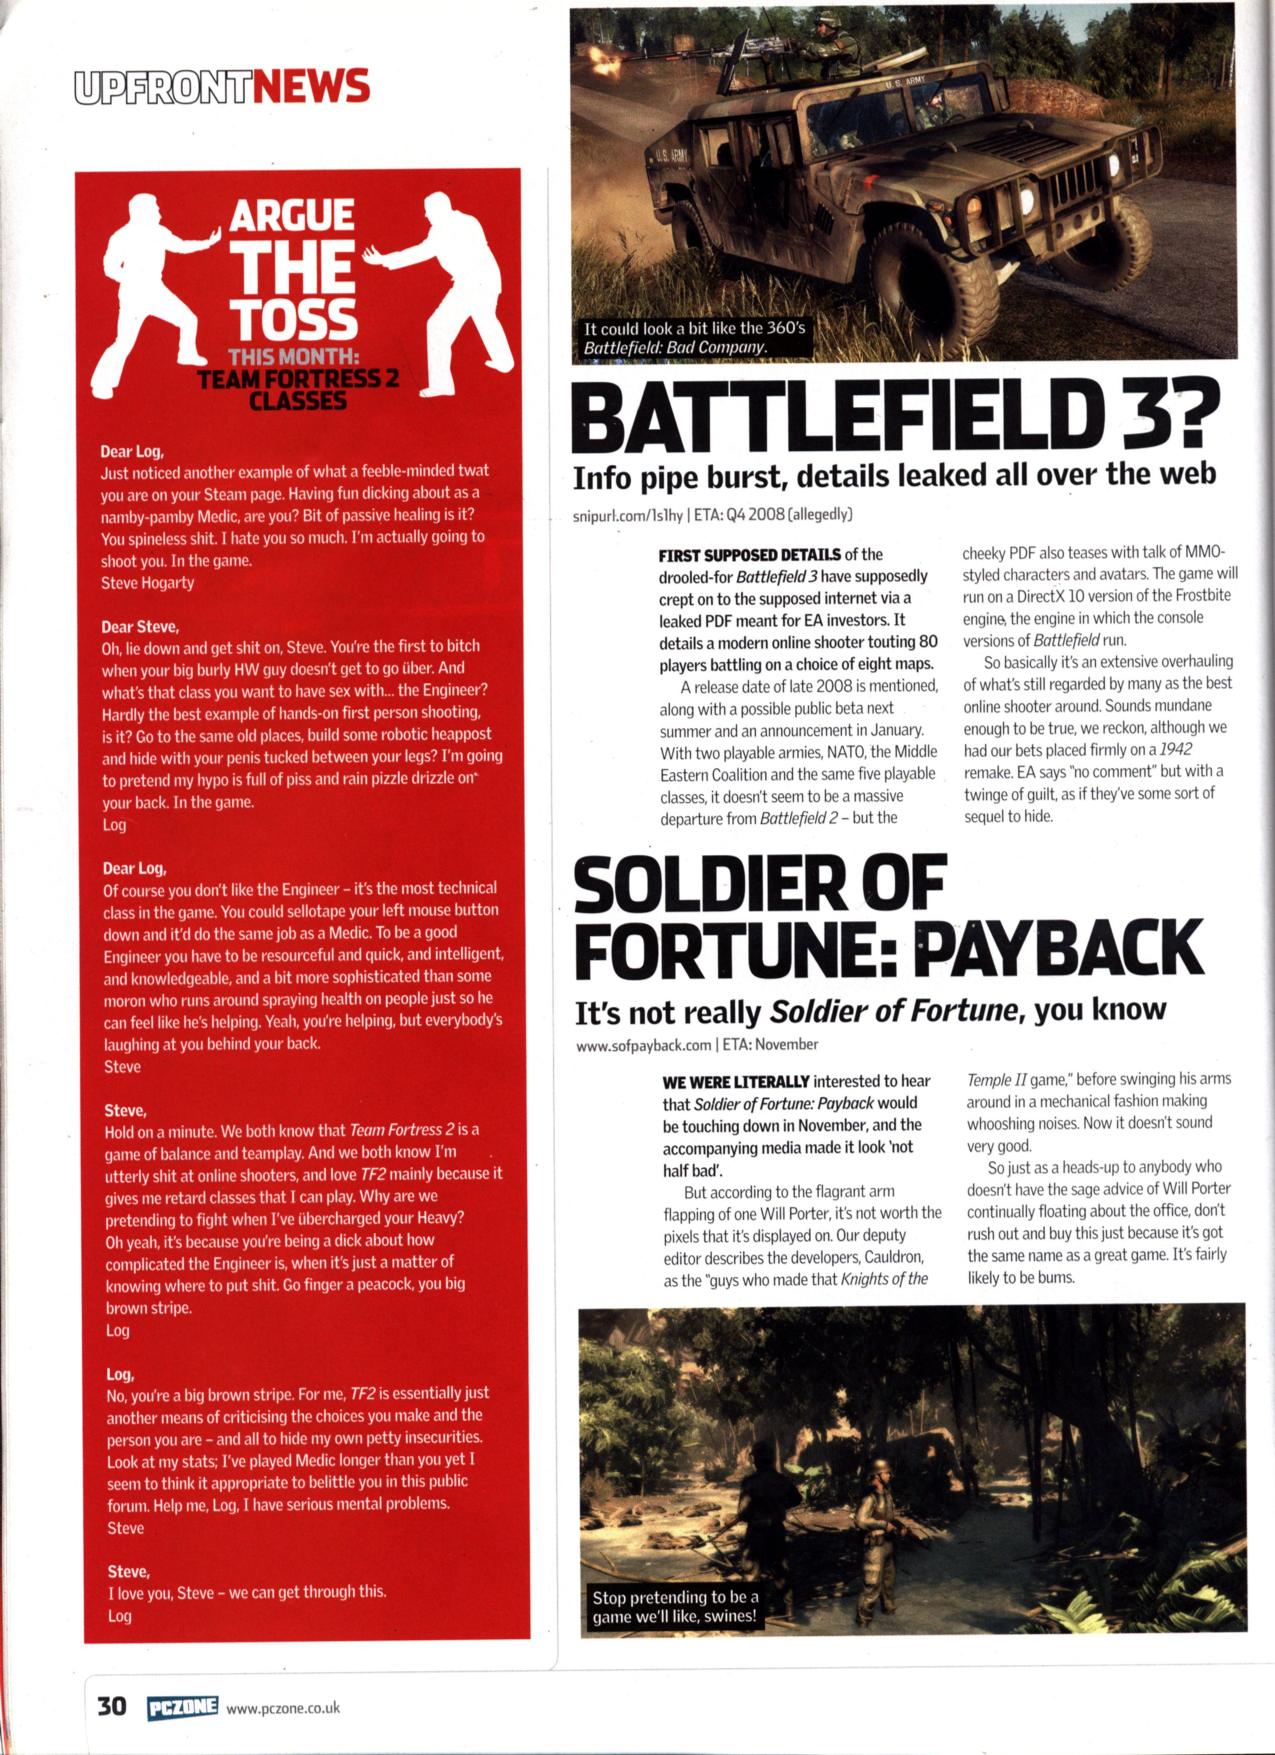 UPFRONTNEWS
ARGUE
THE
TOSS
THIS MONTH:
TEAM FORTRESS 2
CLASSES
Dear Log,
Just noticed another example of what a feeble-minded twat
you are on your Steam page. Having fun dicking about as a
namby-pamby Medic, are you? Bit of passive healing is it?
You spineless shit. I hate you so much. I'm actually going to
shoot you. In the game.
Steve Hogarty
Dear Steve,
Oh, lie down and get shit on, Steve. You're the first to bitch
when your big burly HW guy doesn't get to go über. And
what's that class you want to have sex with... the Engineer?
Hardly the best example of hands-on first person shooting,
is it? Go to the same old places, build some robotic heappost
and hide with your penis tucked between your legs? I'm going
to pretend my hypo is full of piss and rain pizzle drizzle on
your back. In the game.
Log
Dear Log,
Of course you don't like the Engineer – it's the most technical
class in the game. You could sellotape your left mouse button
down and it'd do the same job as a Medic. To be a good
Engineer you have to be resourceful and quick, and intelligent,
and knowledgeable, and a bit more sophisticated than some
moron who runs around spraying health on people just so he
can feel like he's helping. Yeah, you're helping, but everybody's
laughing at you behind your back.
Steve
Steve,
Hold on a minute. We both know that Team Fortress 2 is a
game of balance and teamplay. And we both know I'm
utterly shit at online shooters, and love TF2 mainly because it
gives me retard classes that I can play. Why are we
pretending to fight when I've übercharged your Heavy?
Oh yeah, it's because you're being a dick about how
complicated the Engineer is, when it's just a matter of
knowing where to put shit. Go finger a peacock, you big
brown stripe.
Log
Log,
No, you're a big brown stripe. For me, TF2 is essentially just
another means of criticising the choices you make and the
person you are – and all to hide my own petty insecurities.
Look at my stats; I've played Medic longer than you yet I
seem to think it appropriate to belittle you in this public
forum. Help me, Log, I have serious mental problems.
Steve
Steve,
I love you, Steve – we can get through this.
Log
U.S. ARMY
U.S. ARMY
It could look a bit like the 360's
Battlefield: Bad Company.
BATTLEFIELD 3?
Info pipe burst, details leaked all over the web
snipurl.com/1s1hy | ETA: Q4 2008 (allegedly)
FIRST SUPPOSED DETAILS of the
drooled-for Battlefield 3 have supposedly
crept on to the supposed internet via a
leaked PDF meant for EA investors. It
details a modern online shooter touting 80
players battling on a choice of eight maps.
A release date of late 2008 is mentioned,
along with a possible public beta next
summer and an announcement in January.
With two playable armies, NATO, the Middle
Eastern Coalition and the same five playable
classes, it doesn't seem to be a massive
departure from Battlefield 2 – but the
cheeky PDF also teases with talk of MMO-
styled characters and avatars. The game will
run on a DirectX 10 version of the Frostbite
engine, the engine in which the console
versions of Battlefield run.
So basically it's an extensive overhauling
of what's still regarded by many as the best
online shooter around. Sounds mundane
enough to be true, we reckon, although we
had our bets placed firmly on a 1942
remake. EA says "no comment" but with a
twinge of guilt, as if they've some sort of
sequel to hide.
SOLDIER OF
FORTUNE: PAYBACK
It's not really Soldier of Fortune, you know
www.sofpayback.com | ETA: November
WE WERE LITERALLY interested to hear
that Soldier of Fortune: Payback would
be touching down in November, and the
accompanying media made it look 'not
half bad'.
But according to the flagrant arm
flapping of one Will Porter, it's not worth the
pixels that it's displayed on. Our deputy
editor describes the developers, Cauldron,
as the "guys who made that Knights of the
Temple II game," before swinging his arms
around in a mechanical fashion making
whooshing noises. Now it doesn't sound
very good.
So just as a heads-up to anybody who
doesn't have the sage advice of Will Porter
continually floating about the office, don't
rush out and buy this just because it's got
the same name as a great game. It's fairly
likely to be bums.
Stop pretending to be a
game we'll like, swines!
30 PCZONE www.pczone.co.uk